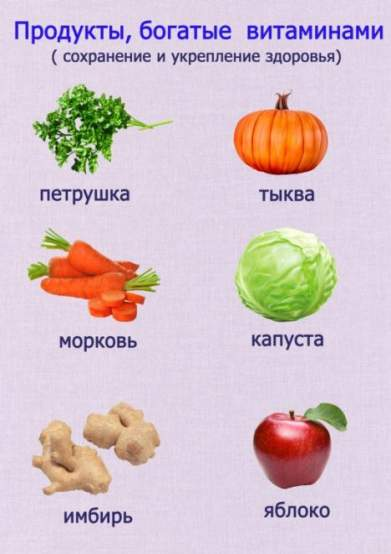 Продукты, богатые витаминами
( сохранение и укрепление здоровья)
петрушка
тыква
морковь
капуста
имбирь
яблоко